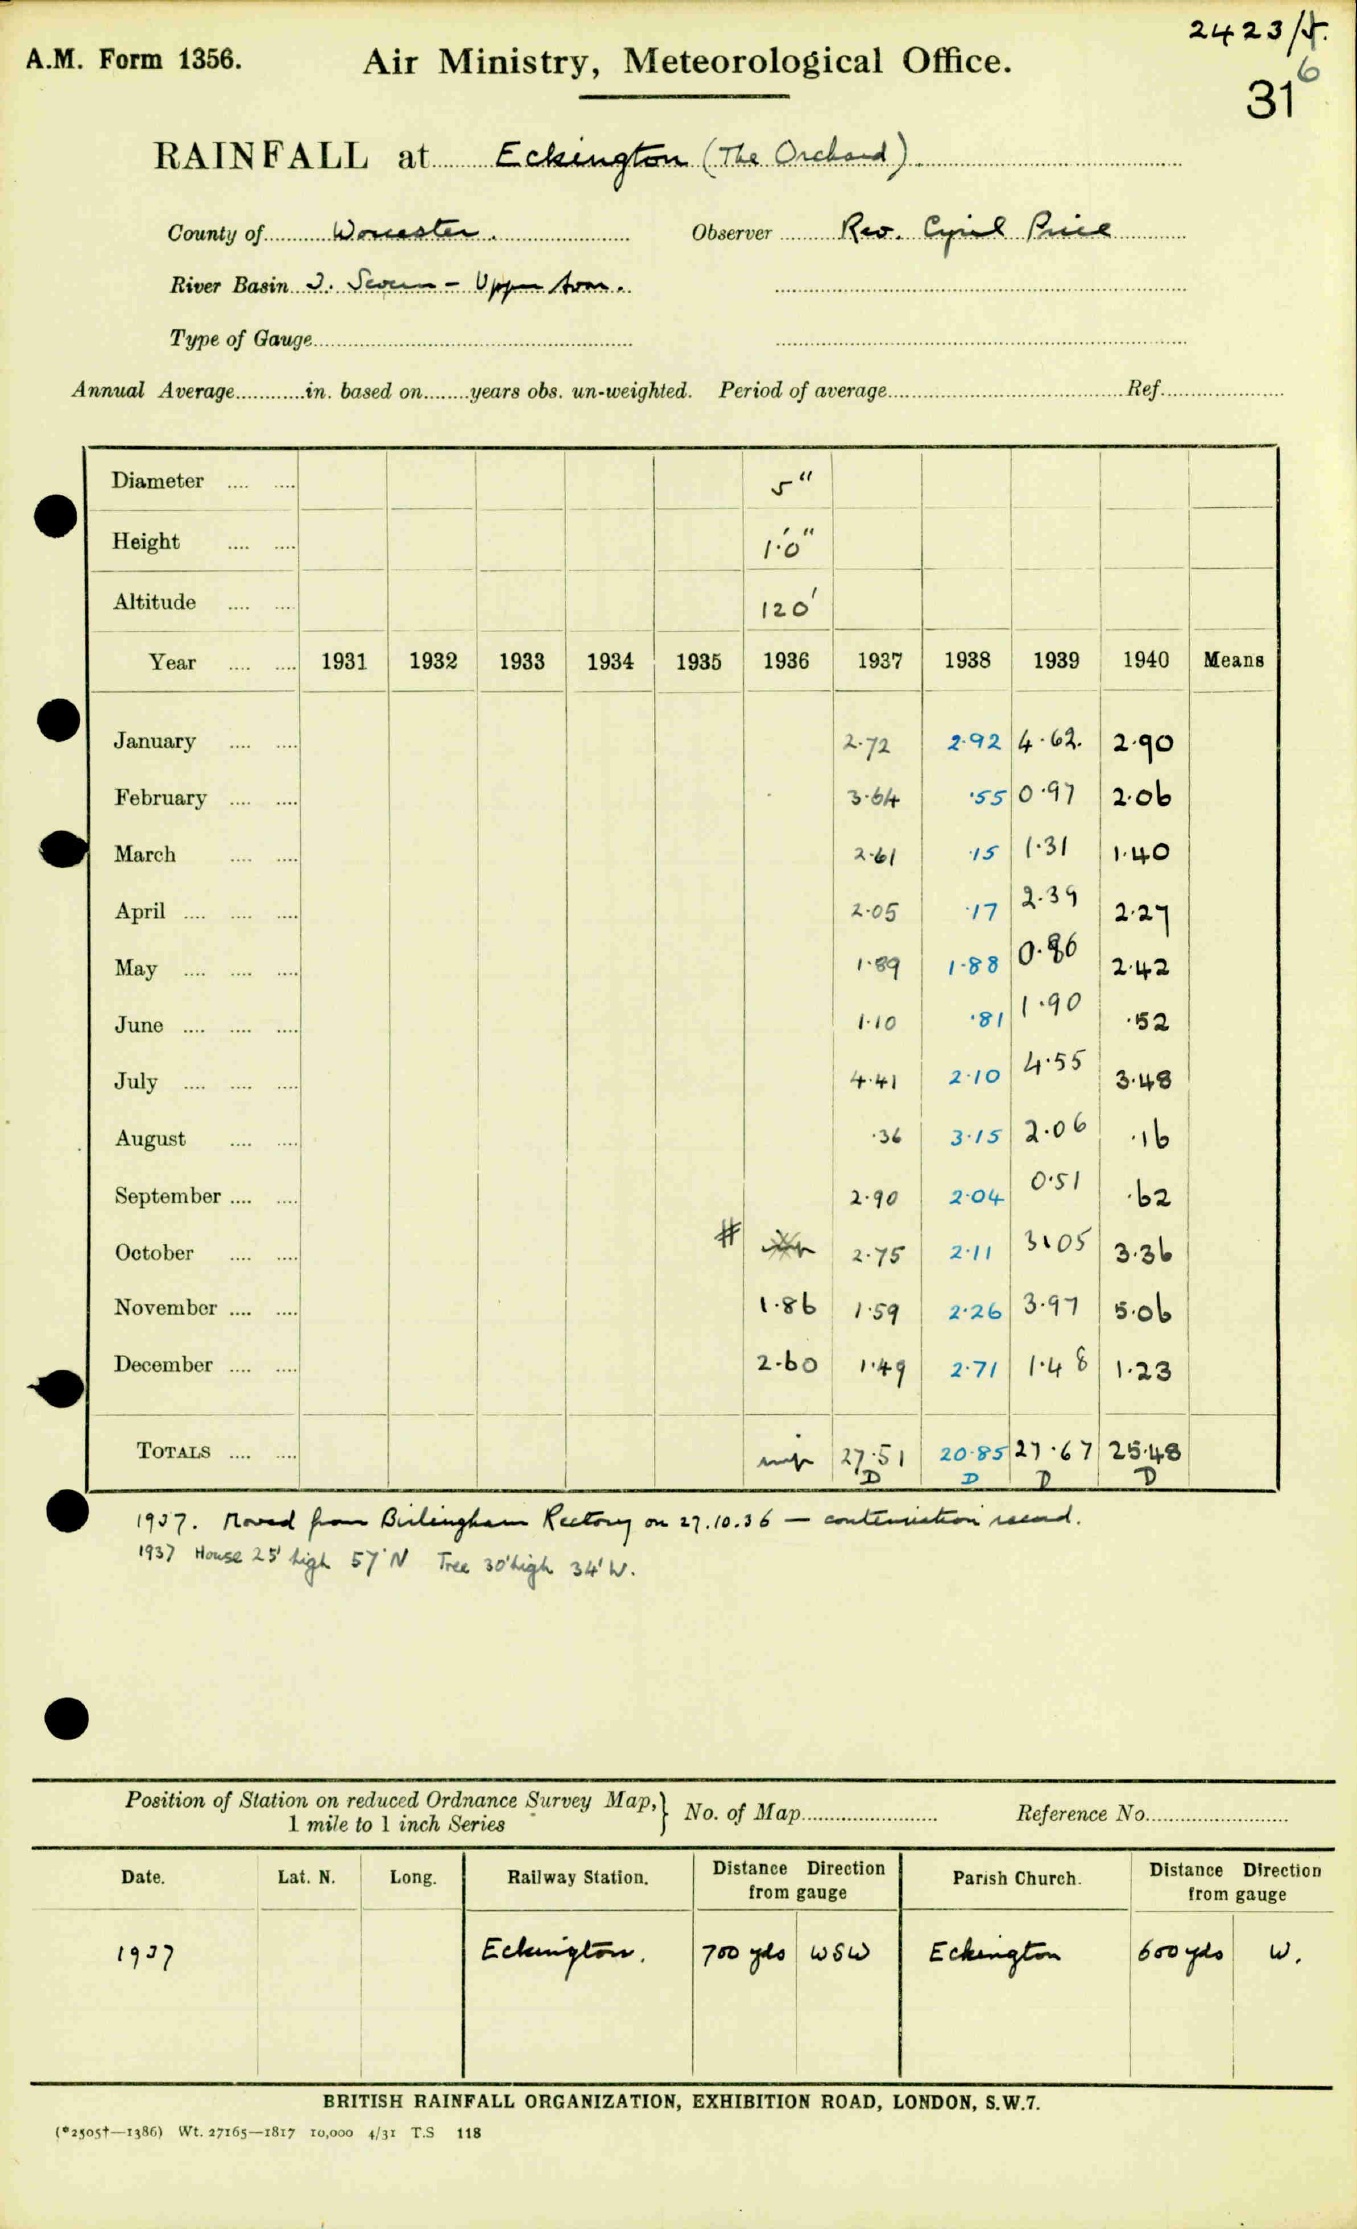 2423/5.
A.M. Form 1356. Air Ministry, Meteorological Office.
316
RAINFALL at Eckington (The Orchard)
County of Worcester. Observer Rev. Cyril Price
River Basin Severn - Upper Avon.
Type of Gauge
Annual Average in. based on years obs. un-weighted. Period of average Ref.
Diameter 5"
Height 1'.0"
Altitude 120'
Year 1931 1932 1933 1934 1935 1936 1937 1938 1939 1940 Means
January 2.72 2.92 4.62. 2.90
February 3.64 .55 0.97 2.06
March 2.61 .15 1.31 1.40
April 2.05 .17 2.39 2.27
May 1.89 1.88 0.86 2.42
June 1.10 .81 1.90 .52
July 4.41 2.10 4.55 3.48
August .36 3.15 2.06 .16
September 2.90 2.04 0.51 .62
October # 2.75 2.11 3.05 3.36
November 1.86 1.59 2.26 3.97 5.06
December 2.60 1.49 2.71 1.48 1.23
TOTALS 27.51 20.85 27.67 25.48
D D D D
1937. Moved from Birlingham Rectory on 27.10.36 — continuation record.
1937 House 25' high 57' N Tree 30' high 34' W.
Position of Station on reduced Ordnance Survey Map, } No. of Map Reference No.
1 mile to 1 inch Series
Date. Lat. N. Long. Railway Station. Distance Direction from gauge Parish Church. Distance Direction from gauge
1937 Eckington. 700 yds WSW Eckington 600 yds W.
BRITISH RAINFALL ORGANIZATION, EXHIBITION ROAD, LONDON, S.W.7.
(*2505†—1386) Wt. 27165—1817 10,000 4/31 T.S 118